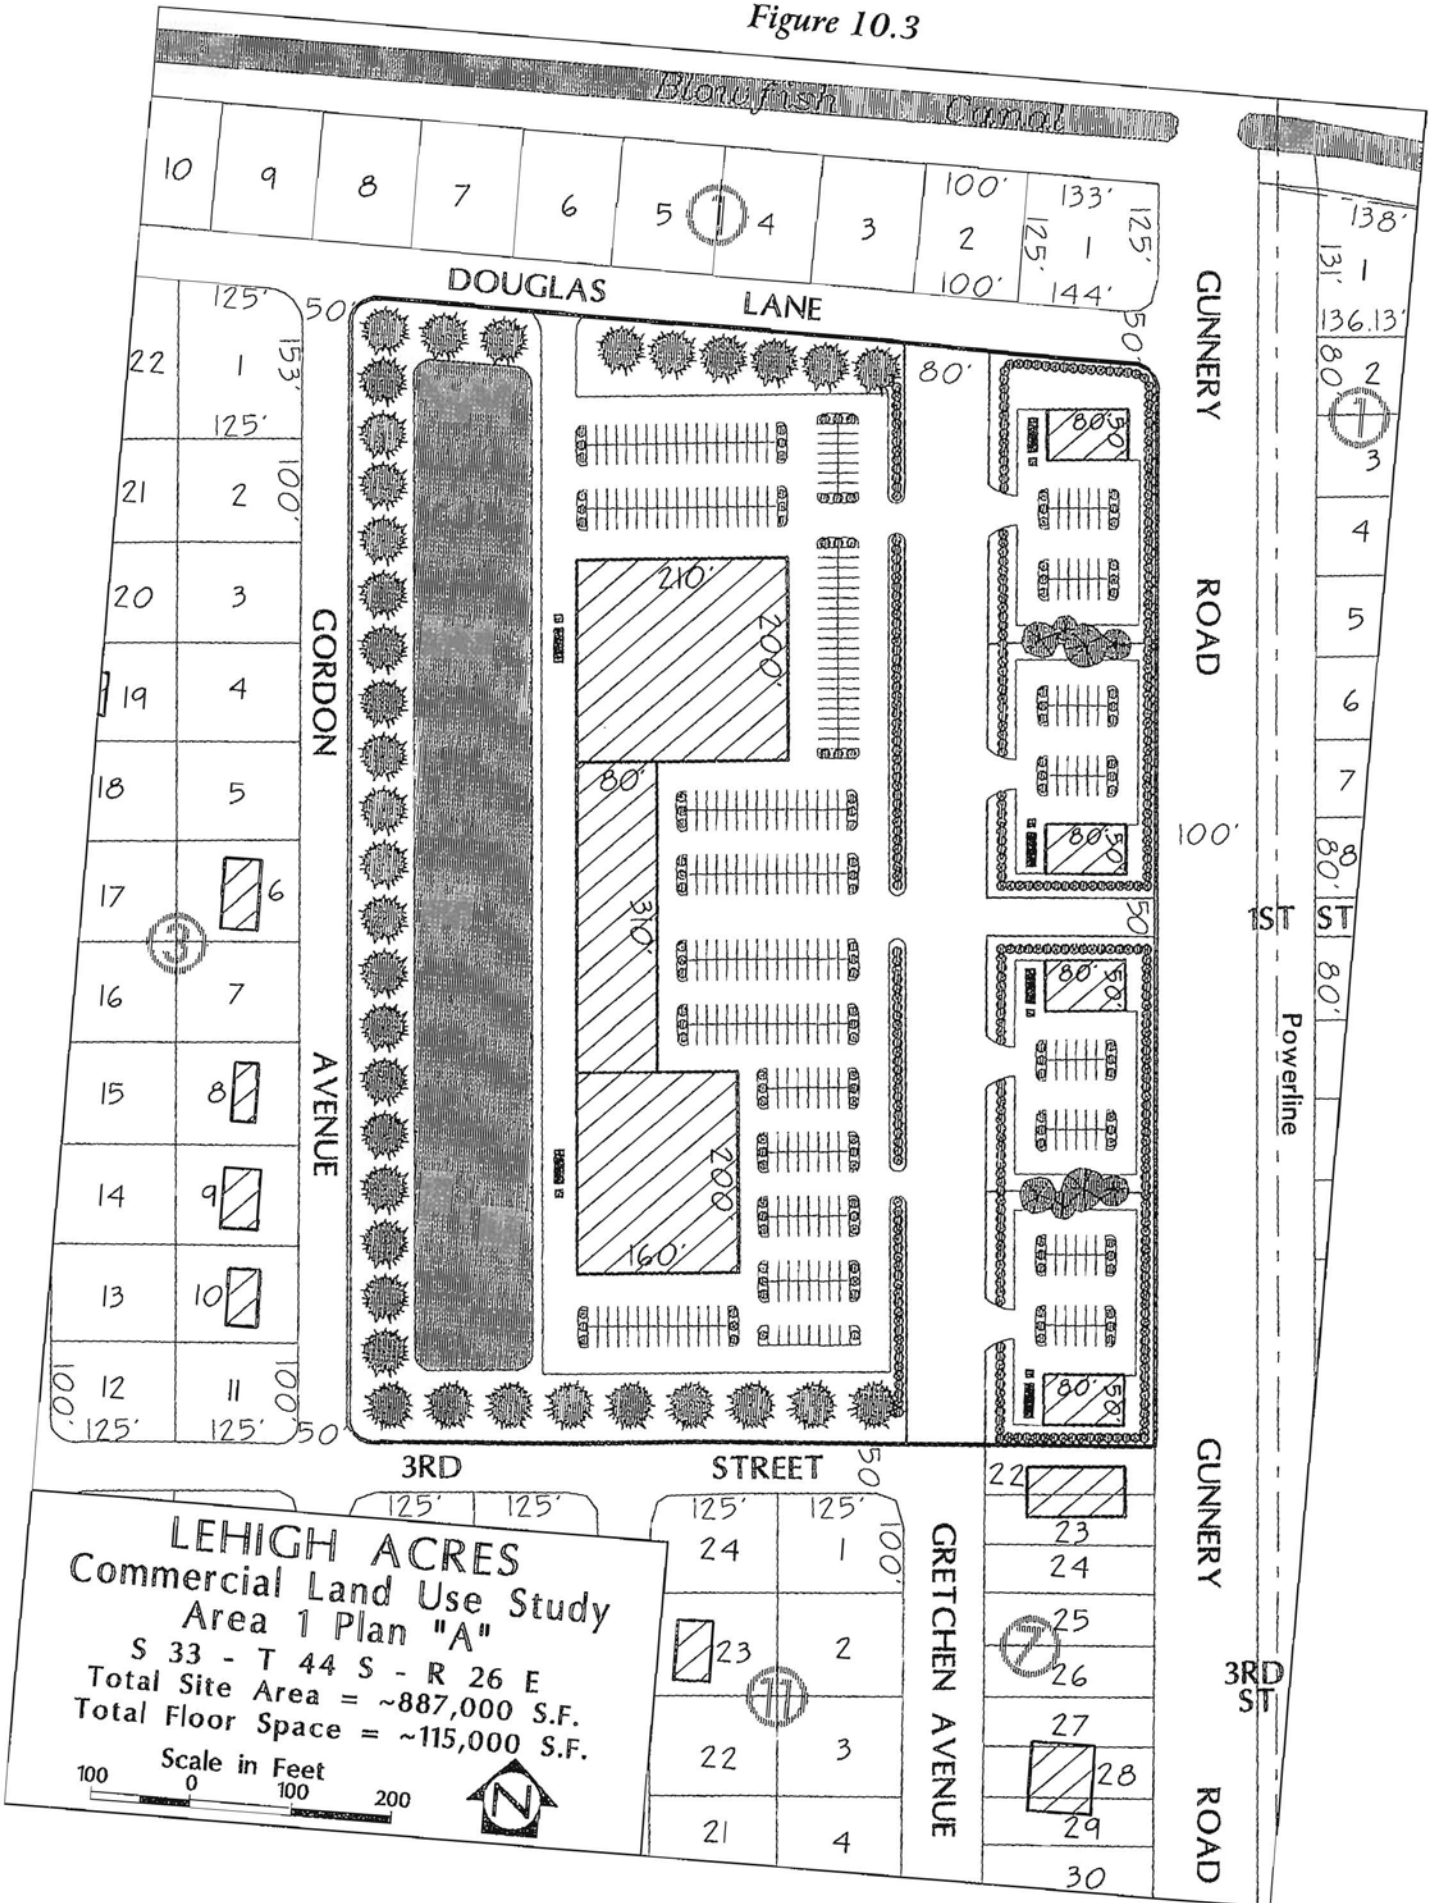 Figure 10.3
Blowfish Canal
10 9 8 7 6 5 1 4 3 2 1
100' 133' 125' 125'
100' 144'
138'
131' 1
136.13'
80' 2
1
3
4
5
6
7
8
80'
80'
DOUGLAS LANE
50'
80'
50'
GUNNERY
ROAD
100'
1ST ST
50'
Powerline
125'
22 1 153'
125'
21 2 100'
20 3
19 4
18 5
17 6
3
16 7
15 8
14 9
13 10
12 11
100' 100'
125' 125'
50'
GORDON
AVENUE
210'
200'
80'
310'
200'
160'
80' 50'
80' 50'
80' 50'
80' 50'
3RD STREET
50'
125' 125' 125' 125'
24 1 100'
23 2
11
22 3
21 4
GRETCHEN AVENUE
22
23
24
25
7
26
27
28
29
30
GUNNERY
ROAD
3RD
ST
LEHIGH ACRES
Commercial Land Use Study
Area 1 Plan "A"
S 33 - T 44 S - R 26 E
Total Site Area = ~887,000 S.F.
Total Floor Space = ~115,000 S.F.
Scale in Feet
100 0 100 200
N